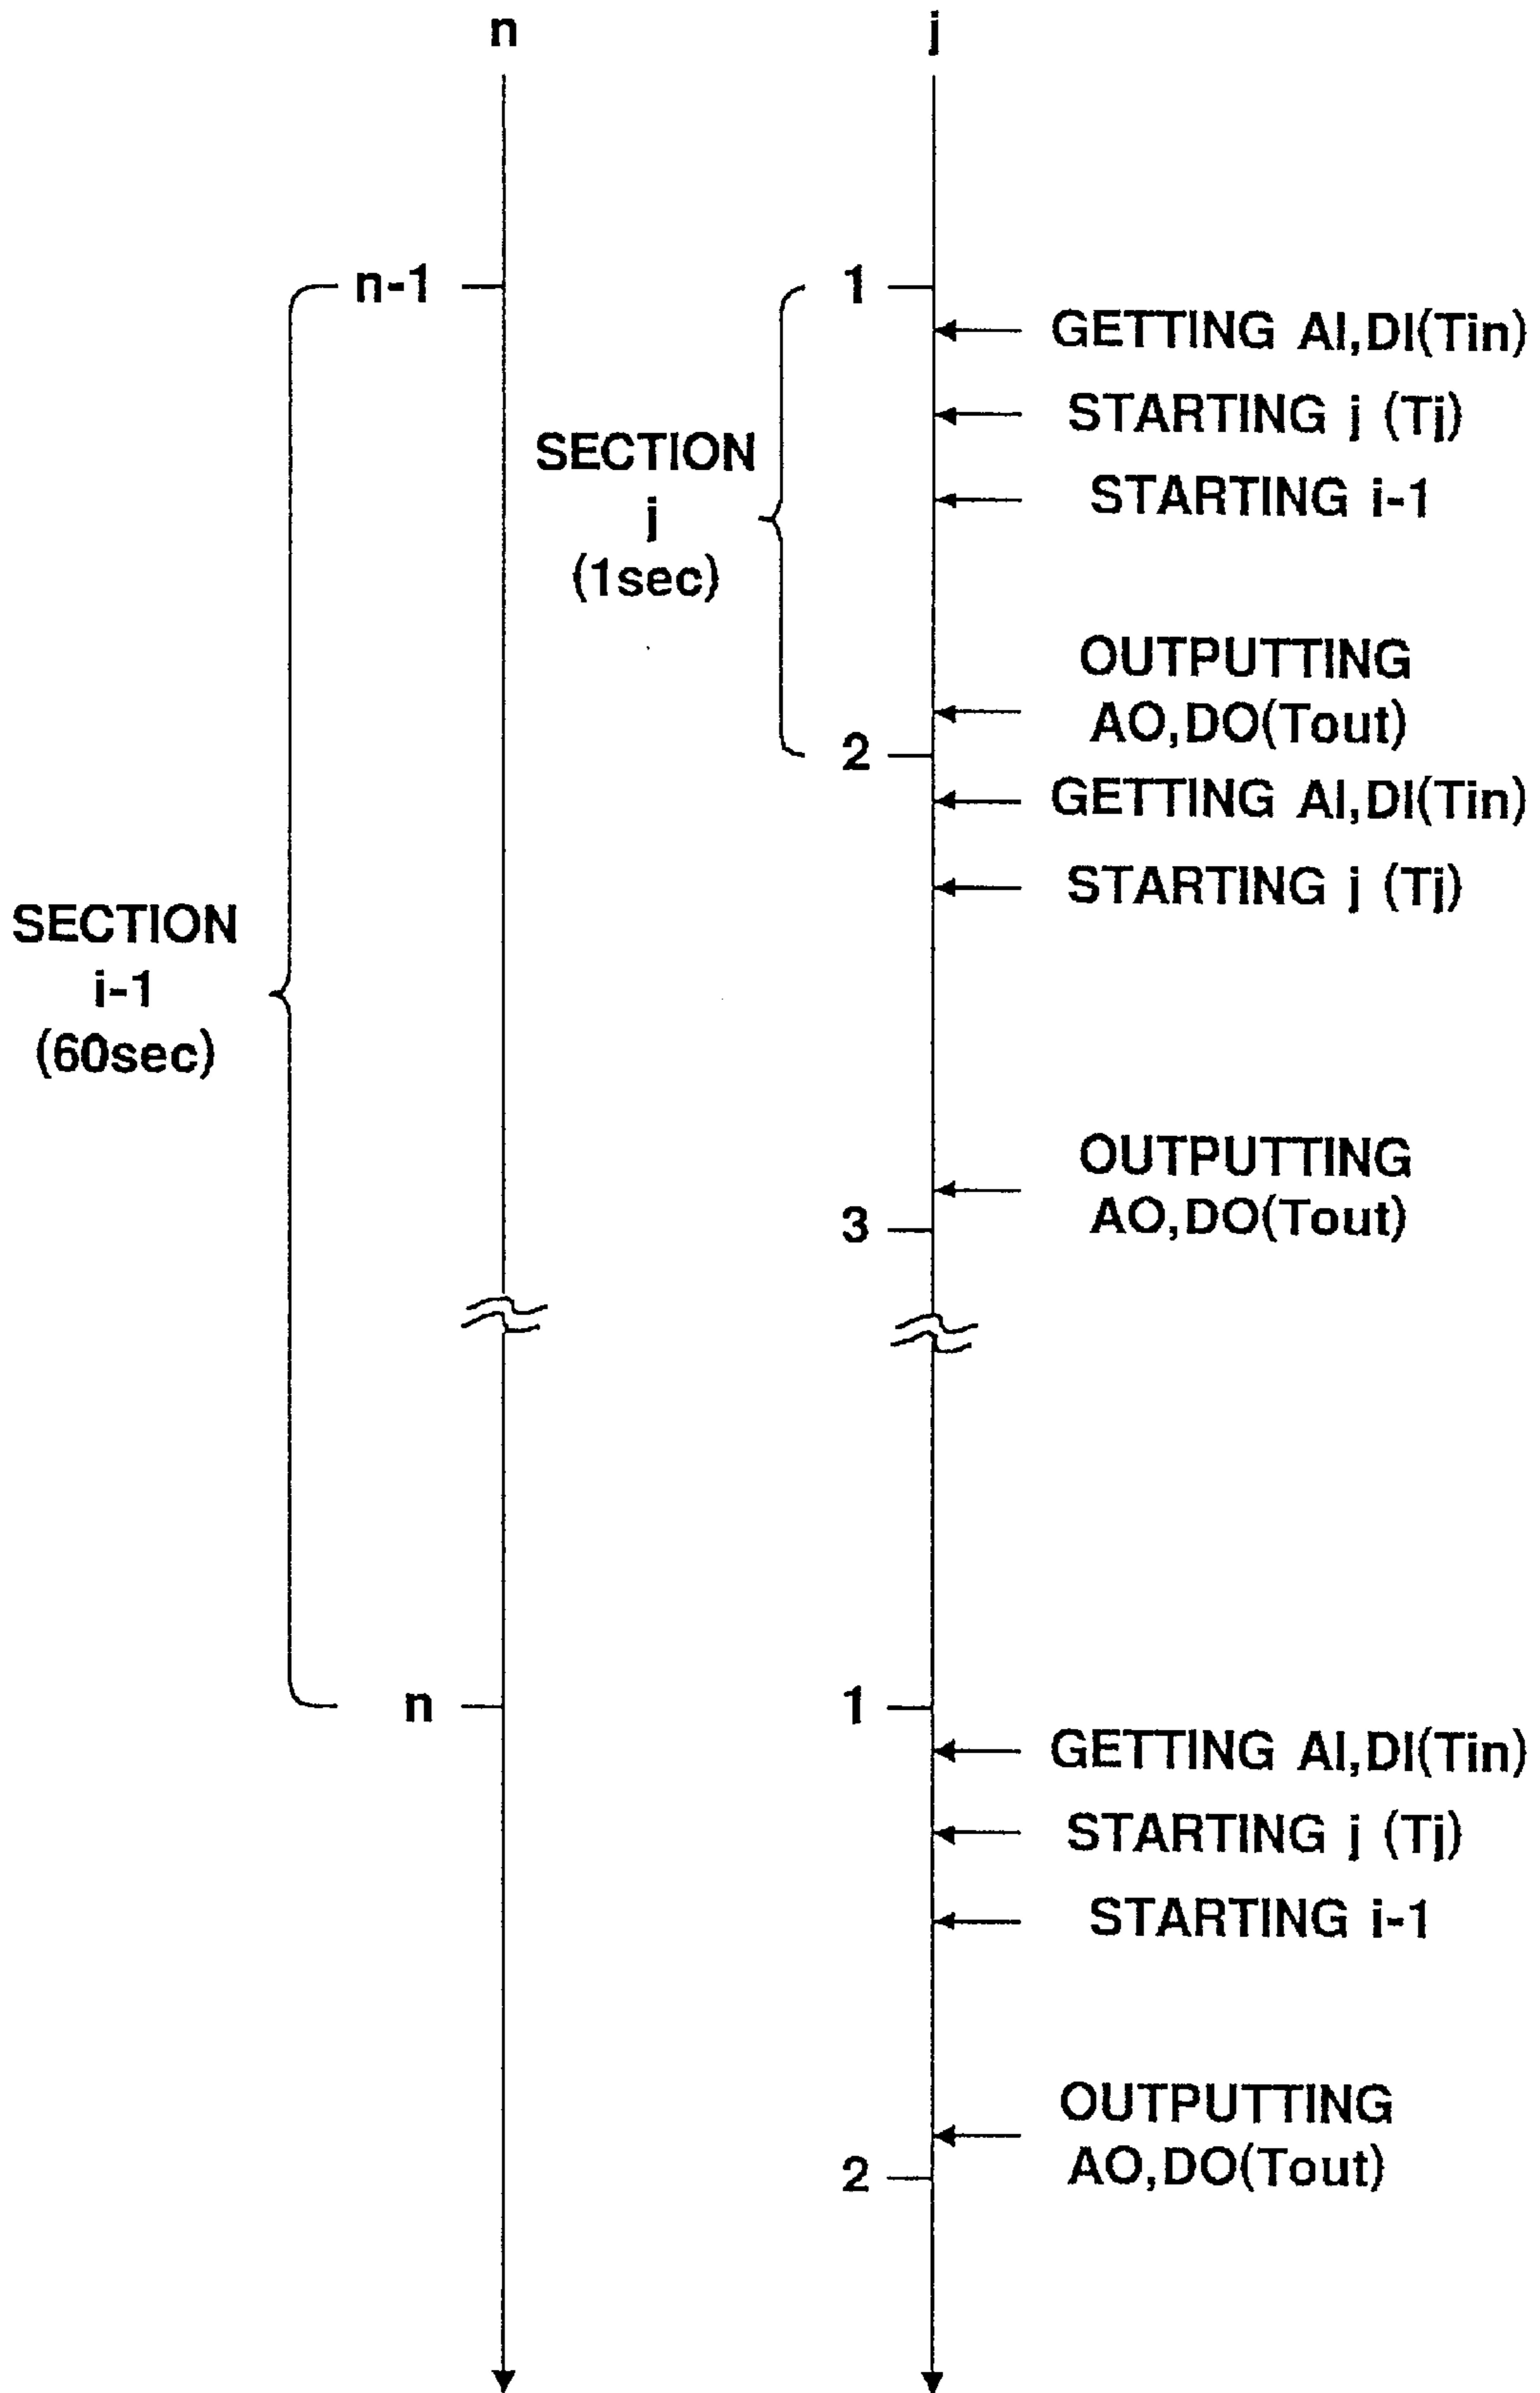 n
j
n-1
1
GETTING AI,DI(Tin)
STARTING j (Tj)
SECTION
j
(1sec)
STARTING i-1
OUTPUTTING
AO,DO(Tout)
2
GETTING AI,DI(Tin)
STARTING j (Tj)
SECTION
i-1
(60sec)
OUTPUTTING
AO,DO(Tout)
3
n
1
GETTING AI,DI(Tin)
STARTING j (Tj)
STARTING i-1
OUTPUTTING
AO,DO(Tout)
2